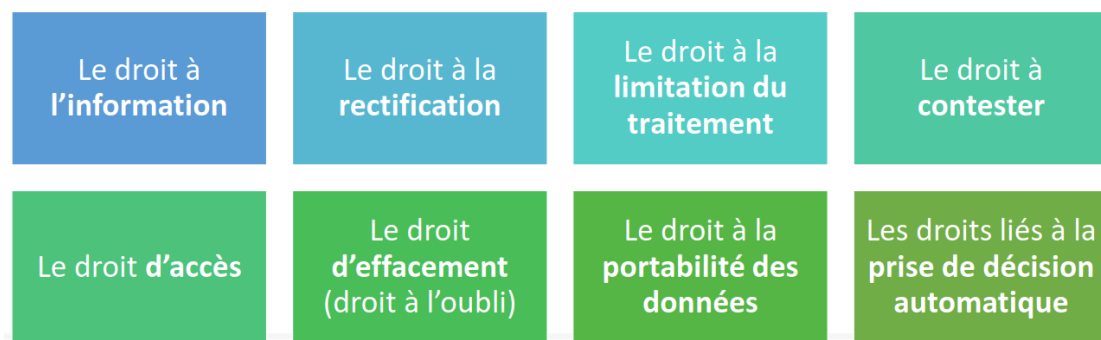 Le droit à
l’information
Le droit à la
rectification
Le droit à la
limitation du
traitement
Le droit à
contester
Le droit d’accès
Le droit
d’effacement
(droit à l’oubli)
Le droit à la
portabilité des
données
Les droits liés à la
prise de décision
automatique